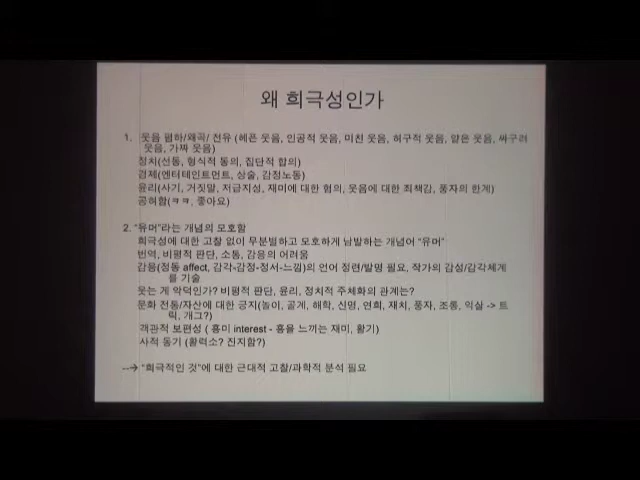 왜 희극성인가
1. 웃음 폄하/왜곡/ 전유 (헤픈 웃음, 인공적 웃음, 미친 웃음, 허구적 웃음, 얕은 웃음, 싸구려
웃음, 가짜 웃음)
정치(선동, 형식적 동의, 집단적 합의)
경제(엔터테인트먼트, 상술, 감정노동)
윤리(사기, 거짓말, 저급지성, 재미에 대한 혐의, 웃음에 대한 죄책감, 풍자의 한계)
공허함(ㅋㅋ, 좋아요)
2. “유머”라는 개념의 모호함
희극성에 대한 고찰 없이 무분별하고 모호하게 남발하는 개념어 “유머”
번역, 비평적 판단, 소통, 감응의 어려움
감응(정동 affect, 감각-감정-정서-느낌)의 언어 정련/발명 필요, 작가의 감성/감각체계
를 기술
웃는 게 악덕인가? 비평적 판단, 윤리, 정치적 주체화의 관계는?
문화 전통/자산에 대한 긍지(놀이, 골계, 해학, 신명, 연희, 재치, 풍자, 조롱, 익살 -> 트
릭, 개그?)
객관적 보편성 ( 흥미 interest - 흥을 느끼는 재미, 활기)
사적 동기 (활력소? 진지함?)
--→ “희극적인 것”에 대한 근대적 고찰/과학적 분석 필요